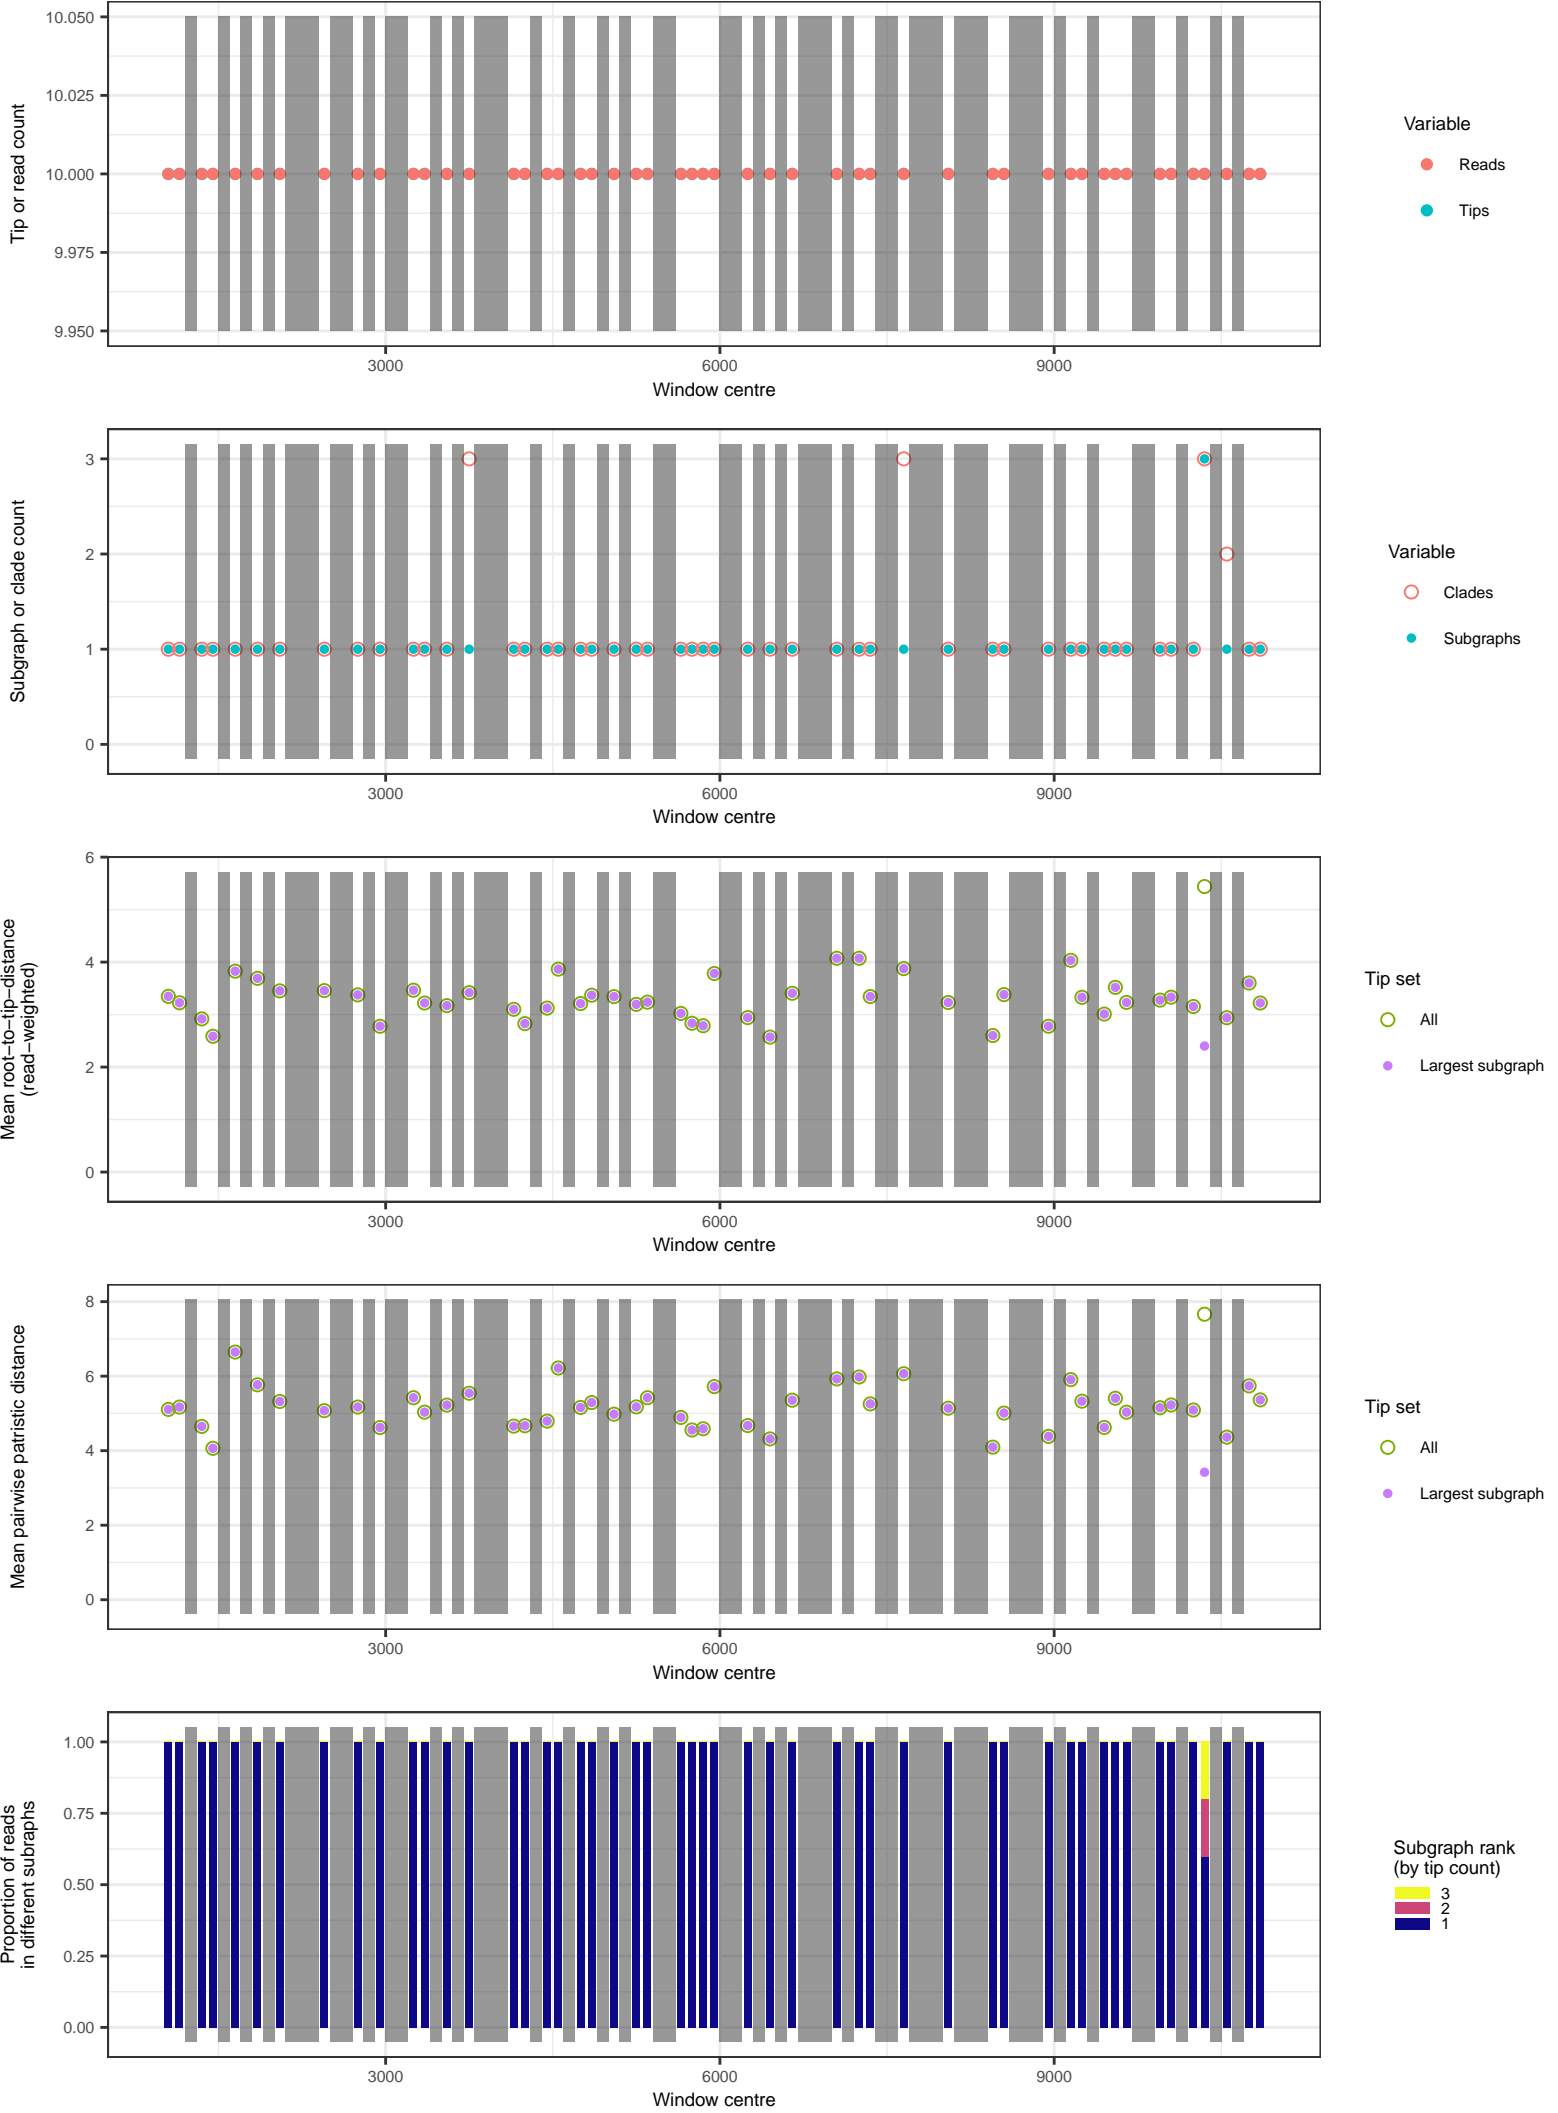 10.050
10.025
10.000
9.975
9.950
Tip or read count
3000
6000
9000
Window centre
Variable
Reads
Tips
3
2
1
0
Subgraph or clade count
3000
6000
9000
Window centre
Variable
Clades
Subgraphs
6
4
2
0
Mean root−to−tip−distance
(read−weighted)
3000
6000
9000
Window centre
Tip set
All
Largest subgraph
8
6
4
2
0
Mean pairwise patristic distance
3000
6000
9000
Window centre
Tip set
All
Largest subgraph
1.00
0.75
0.50
0.25
0.00
Proportion of reads
in different subraphs
3000
6000
9000
Window centre
Subgraph rank
(by tip count)
3
2
1